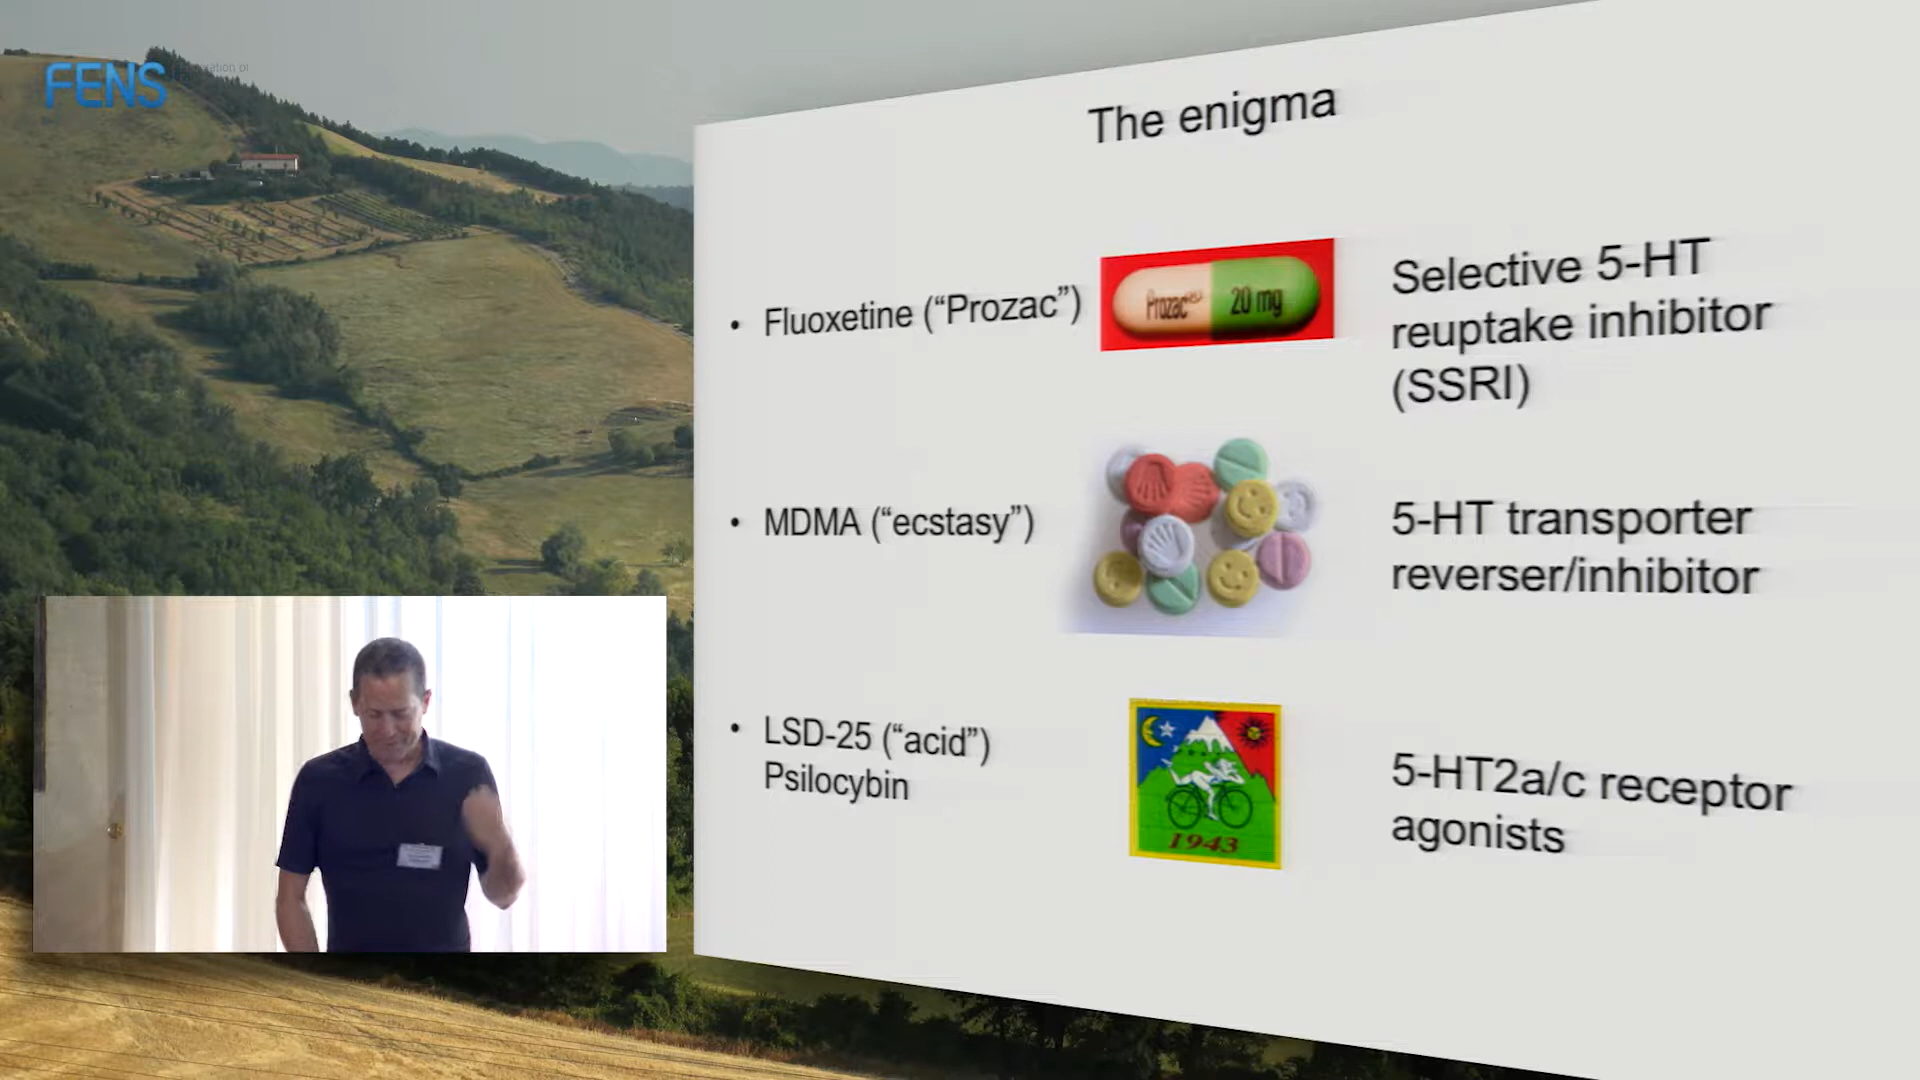 FENS
The enigma
• Fluoxetine (“Prozac”)
Prozac
20 mg
Selective 5-HT
reuptake inhibitor
(SSRI)
• MDMA (“ecstasy”)
5-HT transporter
reverser/inhibitor
• LSD-25 (“acid”)
Psilocybin
1943
5-HT2a/c receptor
agonists